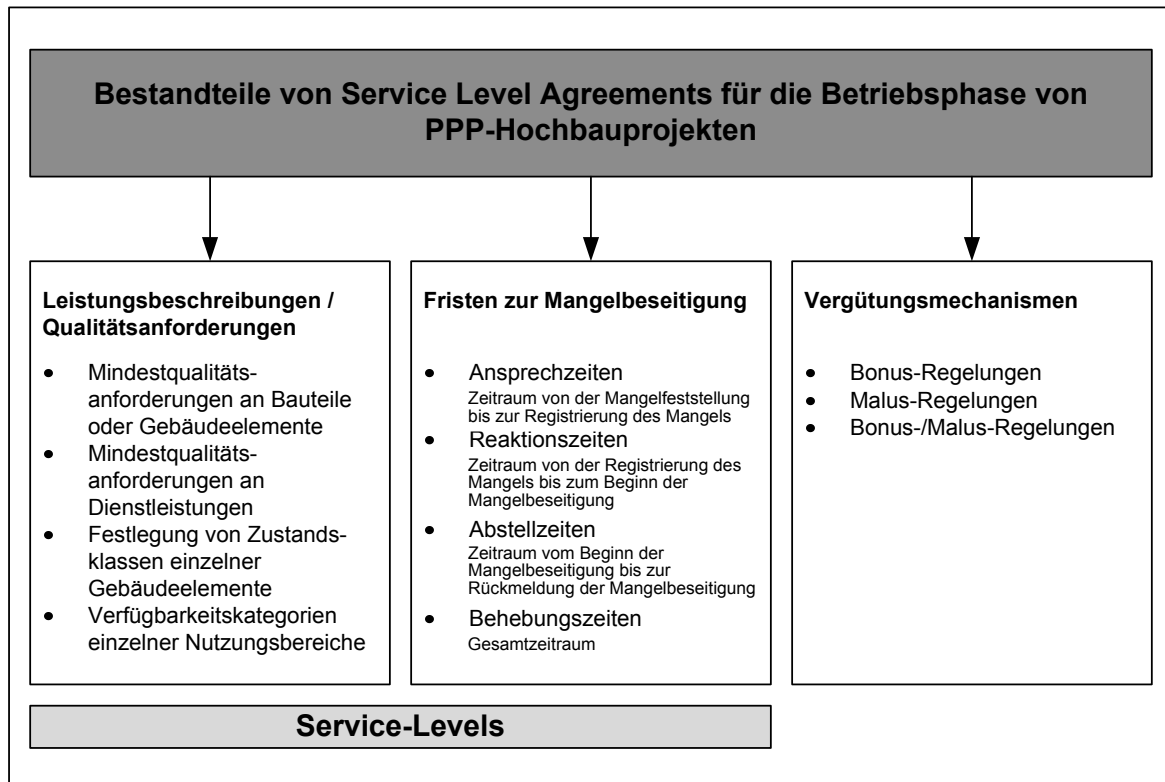 Bestandteile von Service Level Agreements für die Betriebsphase von
PPP-Hochbauprojekten
Leistungsbeschreibungen /
Qualitätsanforderungen
• Mindestqualitäts-
anforderungen an Bauteile
oder Gebäudeelemente
• Mindestqualitäts-
anforderungen an
Dienstleistungen
• Festlegung von Zustands-
klassen einzelner
Gebäudeelemente
• Verfügbarkeitskategorien
einzelner Nutzungsbereiche
Fristen zur Mangelbeseitigung
• Ansprechzeiten
Zeitraum von der Mangelfeststellung
bis zur Registrierung des Mangels
• Reaktionszeiten
Zeitraum von der Registrierung des
Mangels bis zum Beginn der
Mangelbeseitigung
• Abstellzeiten
Zeitraum vom Beginn der
Mangelbeseitigung bis zur
Rückmeldung der Mangelbeseitigung
• Behebungszeiten
Gesamtzeitraum
Vergütungsmechanismen
• Bonus-Regelungen
• Malus-Regelungen
• Bonus-/Malus-Regelungen
Service-Levels